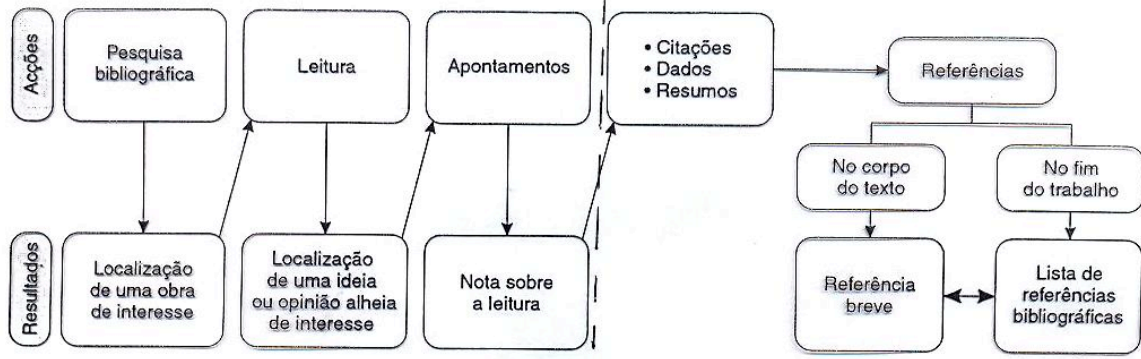 Acções
Pesquisa
bibliográfica
Leitura
Apontamentos
• Citações
• Dados
• Resumos
Referências
No corpo
do texto
No fim
do trabalho
Resultados
Localização
de uma obra
de interesse
Localização
de uma ideia
ou opinião alheia
de interesse
Nota sobre
a leitura
Referência
breve
Lista de
referências
bibliográficas